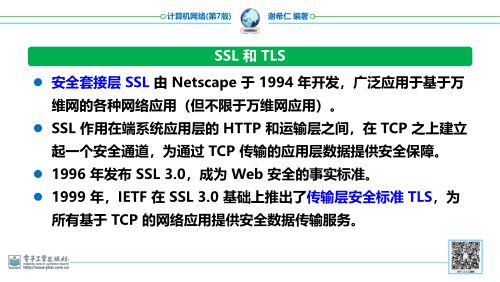 计算机网络(第7版)
谢希仁 编著
SSL 和 TLS
安全套接层 SSL 由 Netscape 于 1994 年开发，广泛应用于基于万
维网的各种网络应用（但不限于万维网应用）。
SSL 作用在端系统应用层的 HTTP 和运输层之间，在 TCP 之上建立
起一个安全通道，为通过 TCP 传输的应用层数据提供安全保障。
1996 年发布 SSL 3.0，成为 Web 安全的事实标准。
1999 年，IETF 在 SSL 3.0 基础上推出了传输层安全标准 TLS，为
所有基于 TCP 的网络应用提供安全数据传输服务。
电子工业出版社
http://www.phei.com.cn